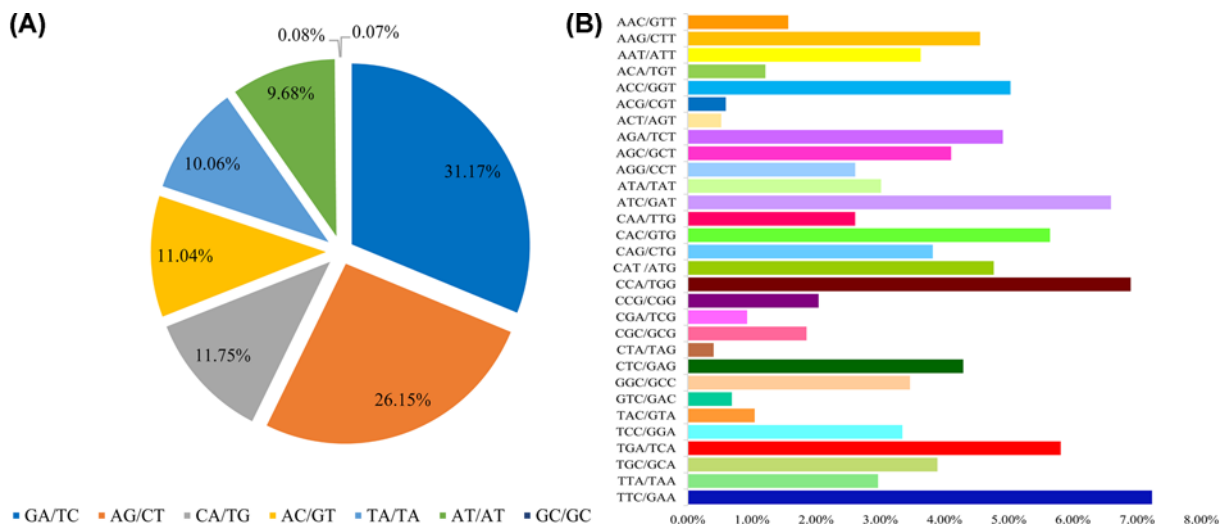 (A)
0.08%
0.07%
9.68%
31.17%
10.06%
11.04%
11.75%
26.15%
GA/TC AG/CT CA/TG AC/GT TA/TA AT/AT GC/GC
(B)
AAC/GTT
AAG/CTT
AAT/ATT
ACA/TGT
ACC/GGT
ACG/CGT
ACT/AGT
AGA/TCT
AGC/GCT
AGG/CCT
ATA/TAT
ATC/GAT
CAA/TTG
CAC/GTG
CAG/CTG
CAT /ATG
CCA/TGG
CCG/CGG
CGA/TCG
CGC/GCG
CTA/TAG
CTC/GAG
GGC/GCC
GTC/GAC
TAC/GTA
TCC/GGA
TGA/TCA
TGC/GCA
TTA/TAA
TTC/GAA
0.00% 1.00% 2.00% 3.00% 4.00% 5.00% 6.00% 7.00% 8.00%